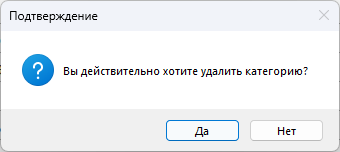 Подтверждение
Вы действительно хотите удалить категорию?
Да
Нет